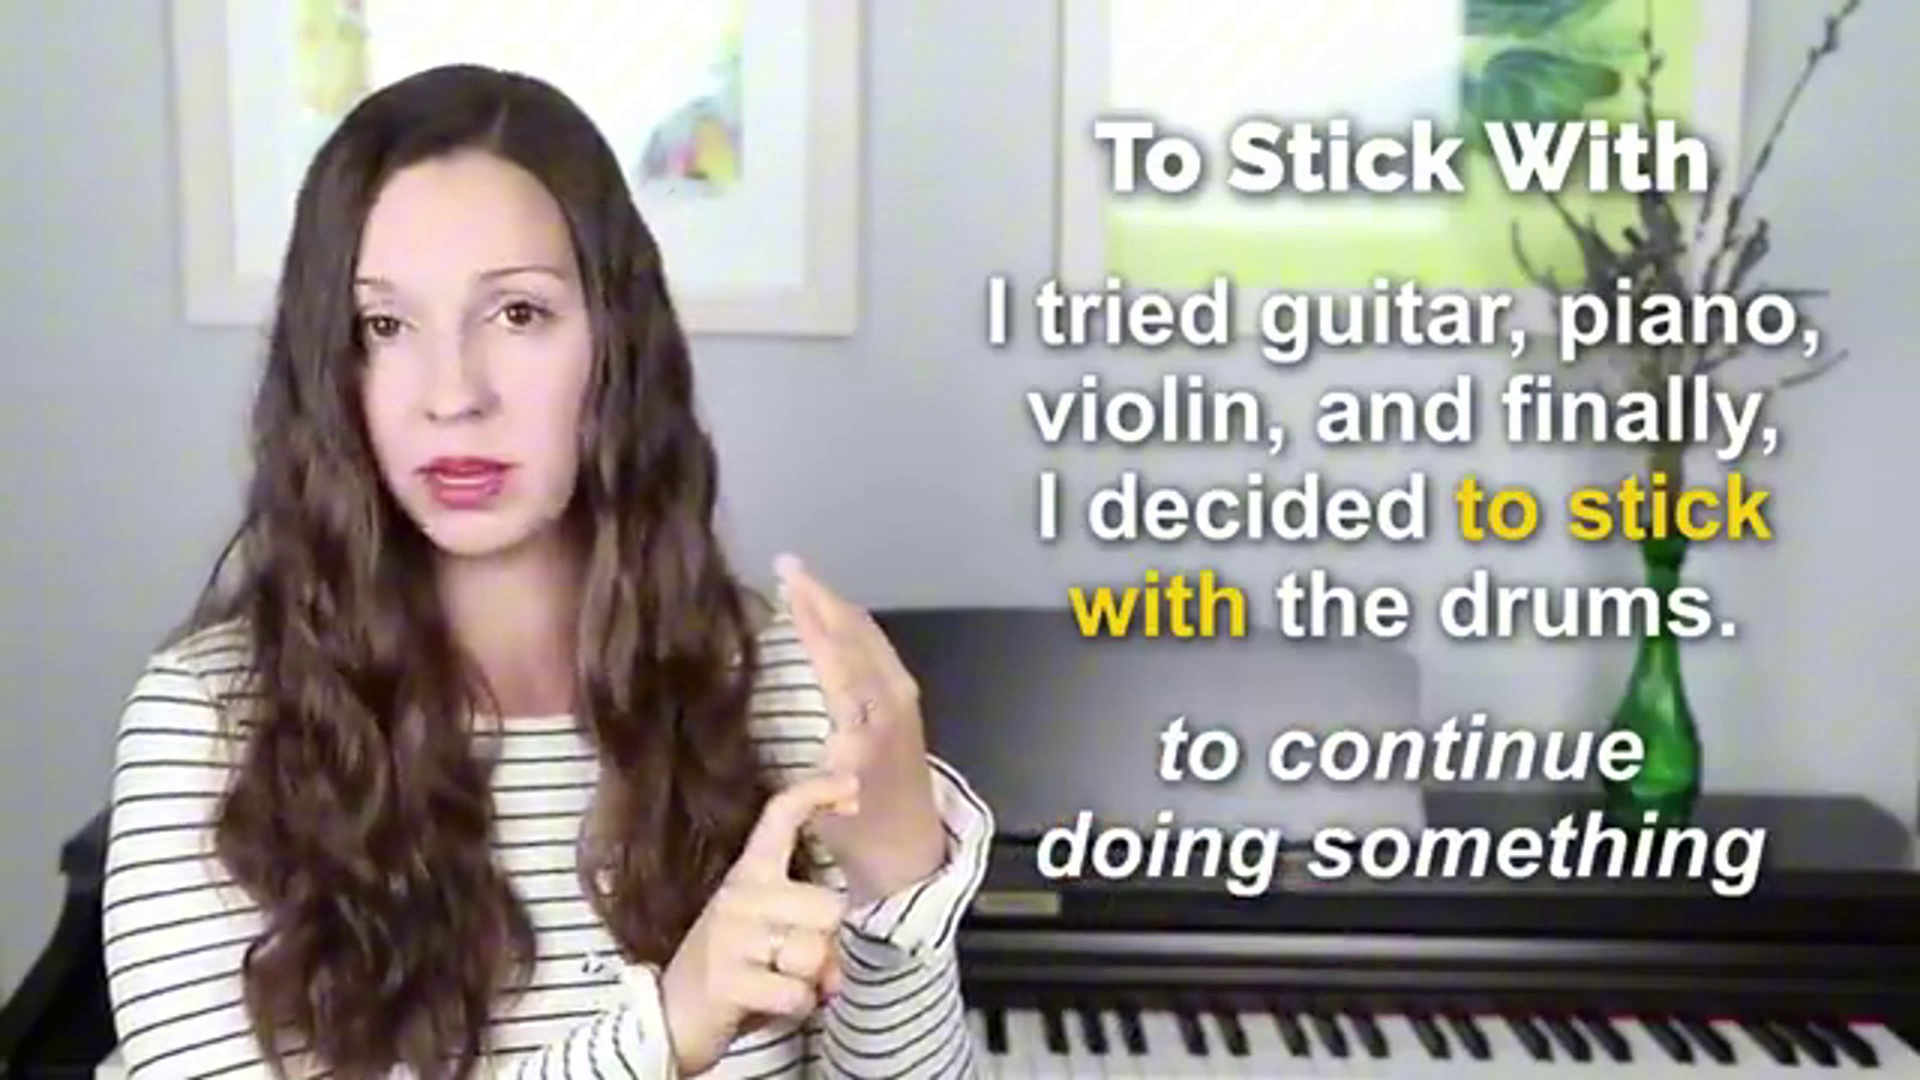 To Stick With
I tried guitar, piano,
violin, and finally,
I decided to stick
with the drums.
to continue
doing something